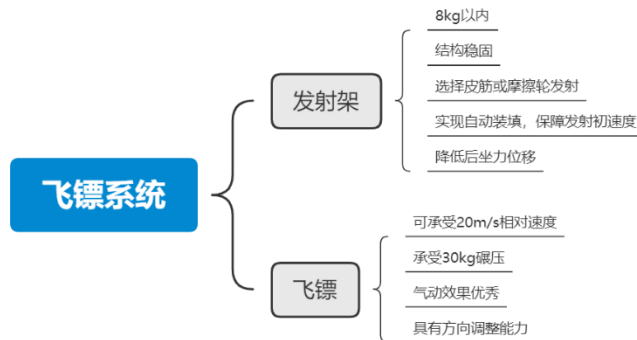 飞镖系统
发射架
8kg以内
结构稳固
选择皮筋或摩擦轮发射
实现自动装填，保障发射初速度
降低后坐力位移
飞镖
可承受20m/s相对速度
承受30kg碾压
气动效果优秀
具有方向调整能力